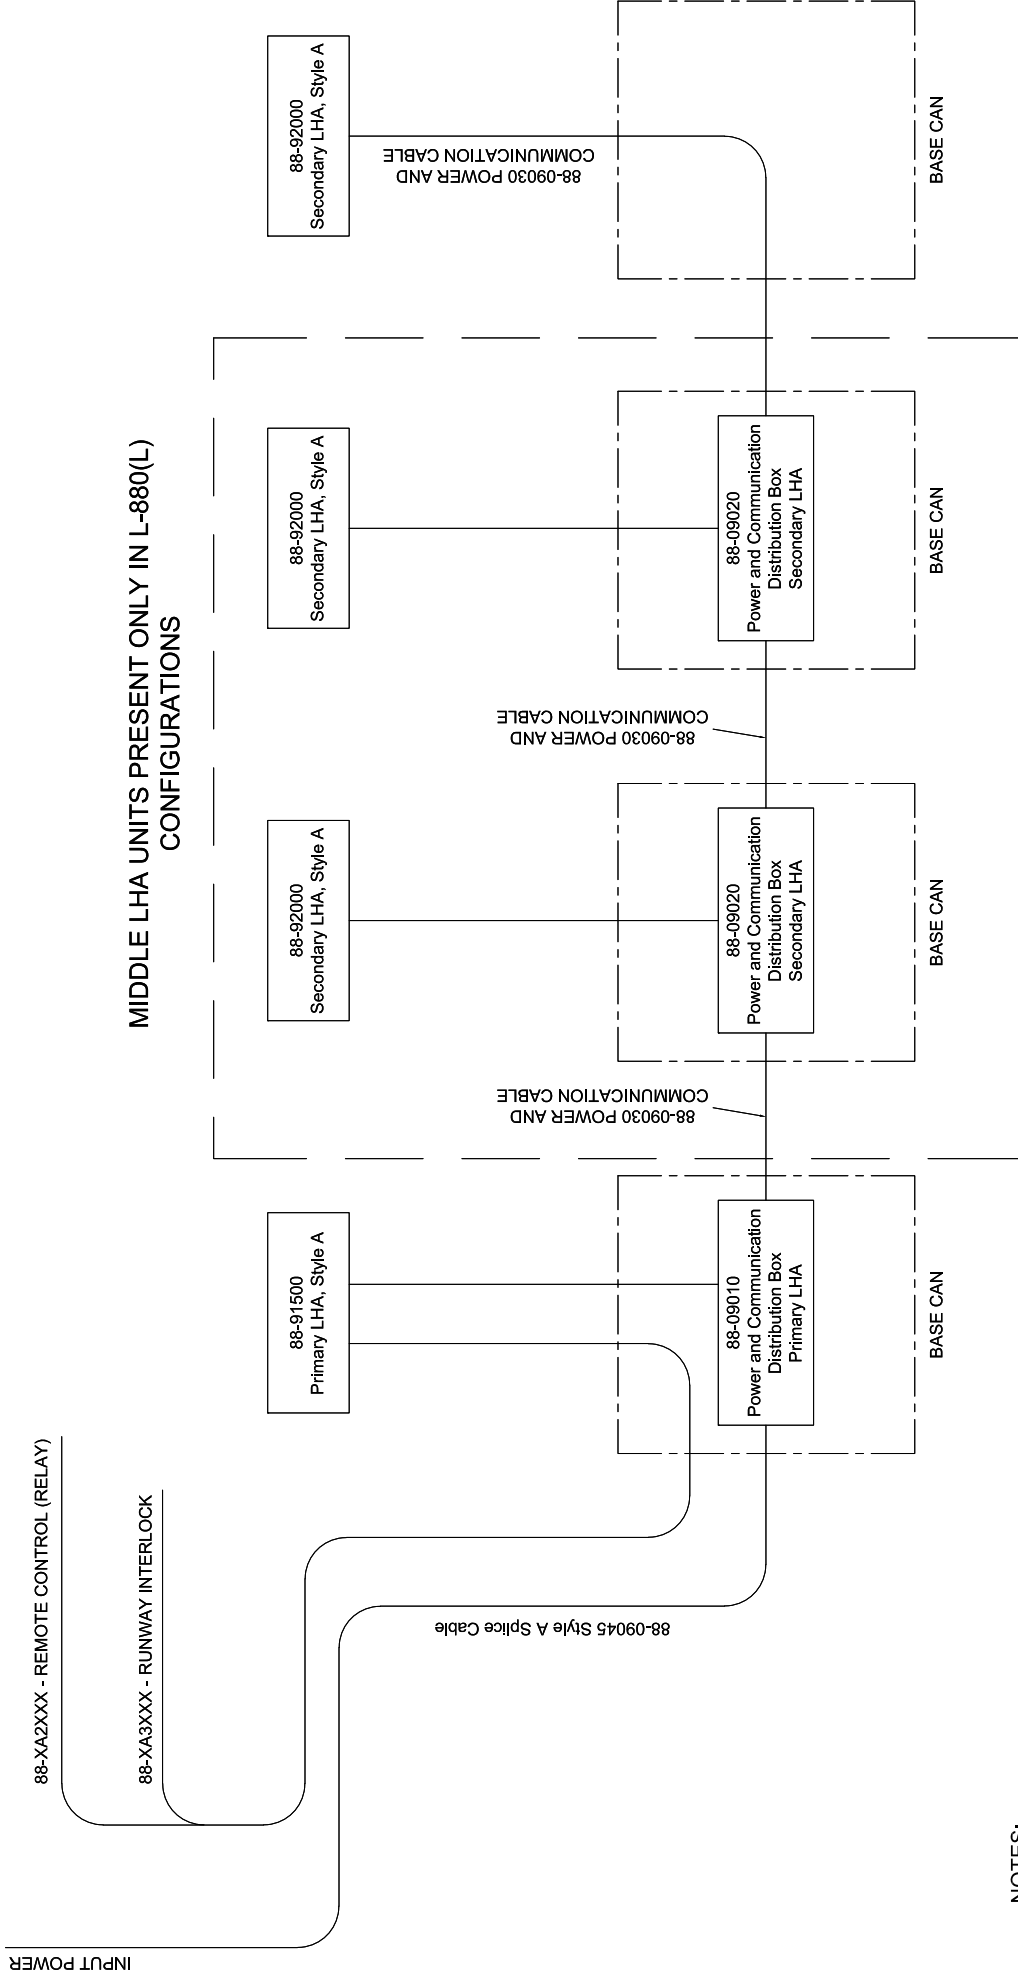 MIDDLE LHA UNITS PRESENT ONLY IN L-880(L)
CONFIGURATIONS
INPUT POWER
88-XA2XXX - REMOTE CONTROL (RELAY)
88-XA3XXX - RUNWAY INTERLOCK
88-91500
Primary LHA, Style A
88-92000
Secondary LHA, Style A
88-92000
Secondary LHA, Style A
88-92000
Secondary LHA, Style A
88-09045 Style A Splice Cable
88-09030 POWER AND
COMMUNICATION CABLE
88-09030 POWER AND
COMMUNICATION CABLE
88-09030 POWER AND
COMMUNICATION CABLE
88-09010
Power and Communication
Distribution Box
Primary LHA
88-09020
Power and Communication
Distribution Box
Secondary LHA
88-09020
Power and Communication
Distribution Box
Secondary LHA
BASE CAN
BASE CAN
BASE CAN
BASE CAN
NOTES: